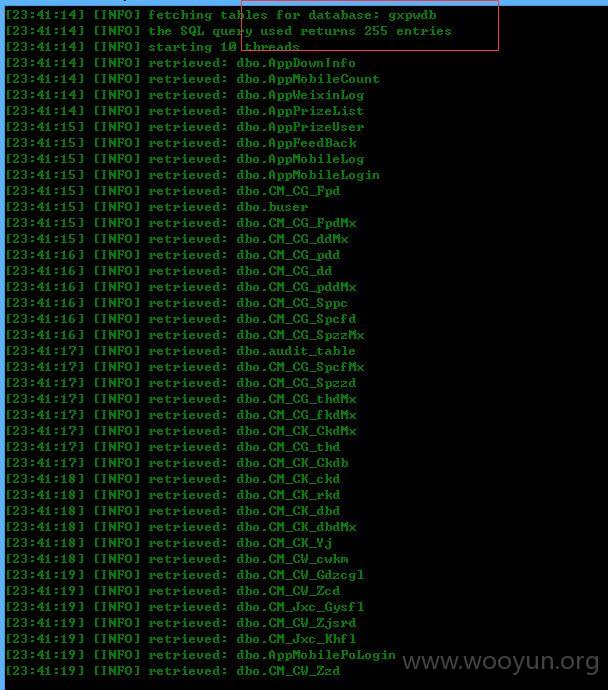 [23:41:14] [INFO] fetching tables for database: gxpwdb
[23:41:14] [INFO] the SQL query used returns 255 entries
[23:41:14] [INFO] starting 10 threads
[23:41:14] [INFO] retrieved: dbo.AppDownInfo
[23:41:14] [INFO] retrieved: dbo.AppMobileCount
[23:41:14] [INFO] retrieved: dbo.AppWeixinLog
[23:41:14] [INFO] retrieved: dbo.AppPrizeList
[23:41:15] [INFO] retrieved: dbo.AppPrizeUser
[23:41:15] [INFO] retrieved: dbo.AppFeedBack
[23:41:15] [INFO] retrieved: dbo.AppMobileLog
[23:41:15] [INFO] retrieved: dbo.AppMobileLogin
[23:41:15] [INFO] retrieved: dbo.CM_CG_Fpd
[23:41:15] [INFO] retrieved: dbo.buser
[23:41:15] [INFO] retrieved: dbo.CM_CG_FpdMx
[23:41:15] [INFO] retrieved: dbo.CM_CG_ddMx
[23:41:16] [INFO] retrieved: dbo.CM_CG_pdd
[23:41:16] [INFO] retrieved: dbo.CM_CG_dd
[23:41:16] [INFO] retrieved: dbo.CM_CG_pddMx
[23:41:16] [INFO] retrieved: dbo.CM_CG_Sppc
[23:41:16] [INFO] retrieved: dbo.CM_CG_Spcfd
[23:41:16] [INFO] retrieved: dbo.CM_CG_SpzzMx
[23:41:17] [INFO] retrieved: dbo.audit_table
[23:41:17] [INFO] retrieved: dbo.CM_CG_SpcfMx
[23:41:17] [INFO] retrieved: dbo.CM_CG_Spzzd
[23:41:17] [INFO] retrieved: dbo.CM_CG_thdMx
[23:41:17] [INFO] retrieved: dbo.CM_CG_fkdMx
[23:41:17] [INFO] retrieved: dbo.CM_CK_CkdMx
[23:41:17] [INFO] retrieved: dbo.CM_CG_thd
[23:41:17] [INFO] retrieved: dbo.CM_CK_Ckdb
[23:41:18] [INFO] retrieved: dbo.CM_CK_ckd
[23:41:18] [INFO] retrieved: dbo.CM_CK_rkd
[23:41:18] [INFO] retrieved: dbo.CM_CK_dbd
[23:41:18] [INFO] retrieved: dbo.CM_CK_dbdMx
[23:41:18] [INFO] retrieved: dbo.CM_CK_Yj
[23:41:18] [INFO] retrieved: dbo.CM_CW_cwkm
[23:41:19] [INFO] retrieved: dbo.CM_CW_Gdzcgl
[23:41:19] [INFO] retrieved: dbo.CM_CW_Zcd
[23:41:19] [INFO] retrieved: dbo.CM_Jxc_Gysfl
[23:41:19] [INFO] retrieved: dbo.CM_CW_Zjsrd
[23:41:19] [INFO] retrieved: dbo.CM_Jxc_Khfl
[23:41:19] [INFO] retrieved: dbo.AppMobilePoLogin
[23:41:19] [INFO] retrieved: dbo.CM_CW_Zzd
www.wooyun.org